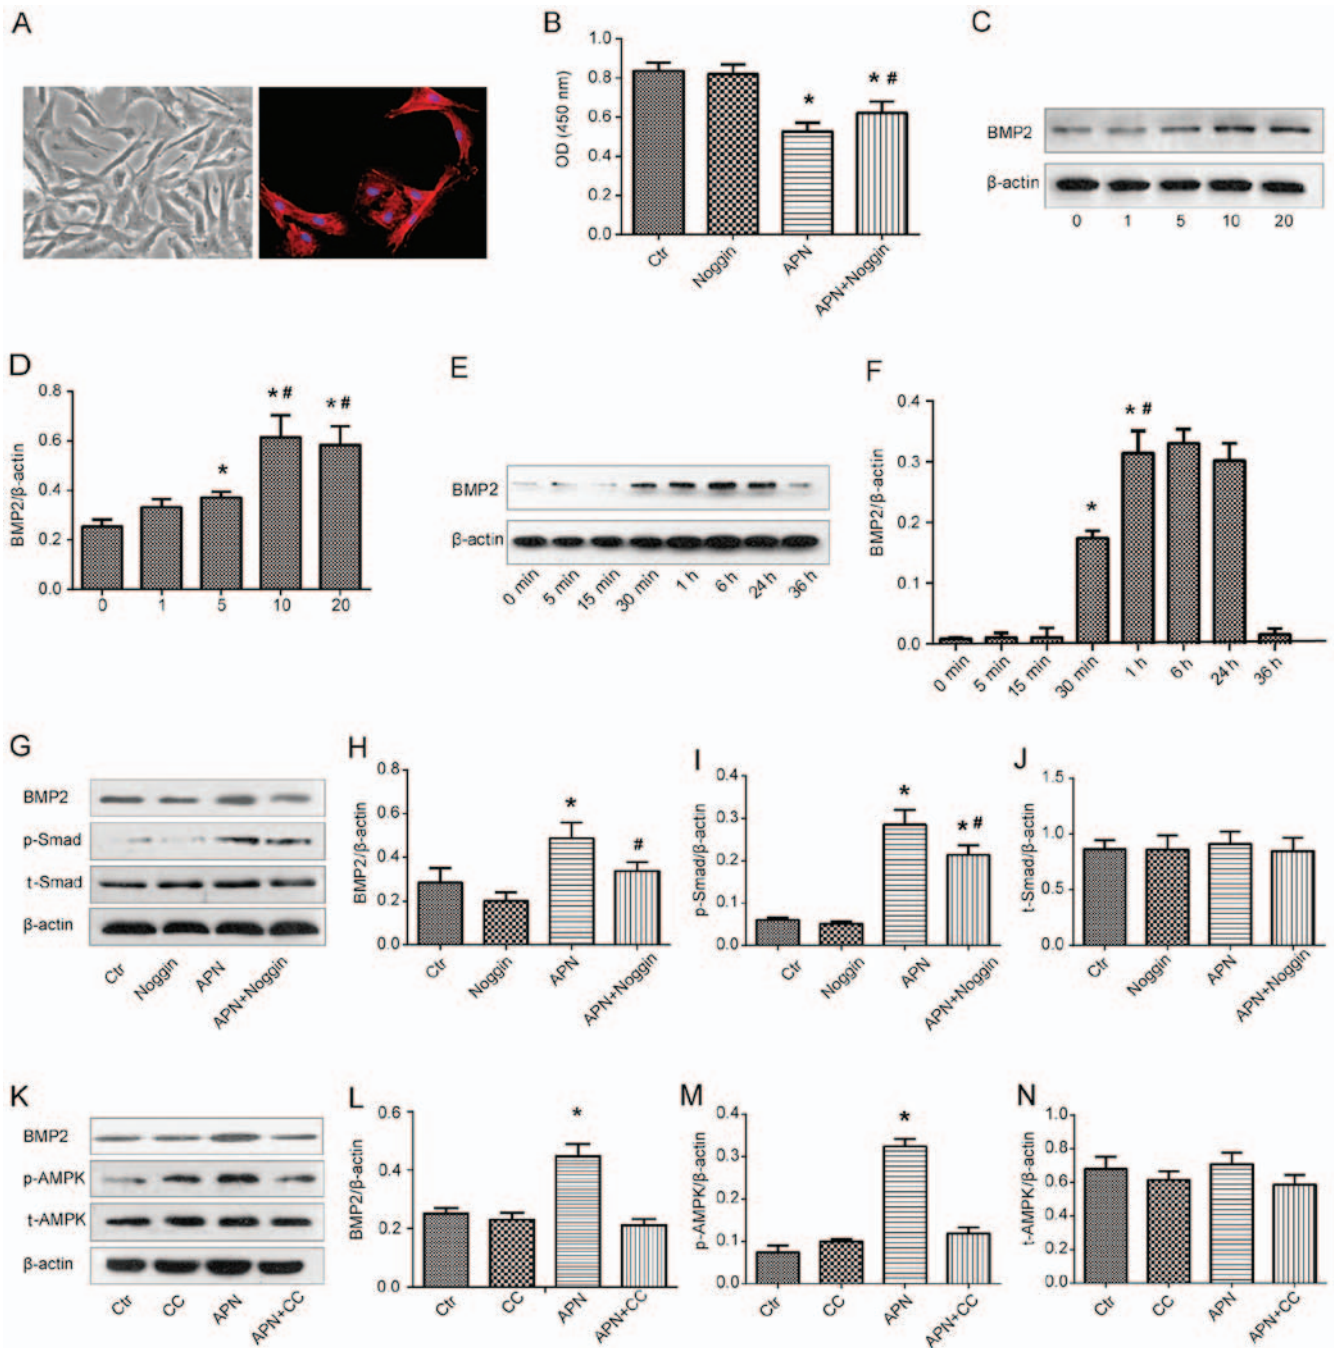 A
B
OD (450 nm)
1.0
0.8
0.6
0.4
0.2
0.0
*
* #
Ctr
Noggin
APN
APN+Noggin
C
BMP2
β-actin
0 1 5 10 20
D
BMP2/β-actin
0.8
0.6
0.4
0.2
0.0
*
* #
* #
0 1 5 10 20
E
BMP2
β-actin
0 min
5 min
15 min
30 min
1 h
6 h
24 h
36 h
F
BMP2/β-actin
0.4
0.3
0.2
0.1
0.0
*
* #
0 min
5 min
15 min
30 min
1 h
6 h
24 h
36 h
G
BMP2
p-Smad
t-Smad
β-actin
Ctr
Noggin
APN
APN+Noggin
H
BMP2/β-actin
0.8
0.6
0.4
0.2
0.0
*
#
Ctr
Noggin
APN
APN+Noggin
I
p-Smad/β-actin
0.4
0.3
0.2
0.1
0.0
*
* #
Ctr
Noggin
APN
APN+Noggin
J
t-Smad/β-actin
1.5
1.0
0.5
0.0
Ctr
Noggin
APN
APN+Noggin
K
BMP2
p-AMPK
t-AMPK
β-actin
Ctr
CC
APN
APN+CC
L
BMP2/β-actin
0.6
0.4
0.2
0.0
*
Ctr
CC
APN
APN+CC
M
p-AMPK/β-actin
0.4
0.3
0.2
0.1
0.0
*
Ctr
CC
APN
APN+CC
N
t-AMPK/β-actin
1.0
0.8
0.6
0.4
0.2
0.0
Ctr
CC
APN
APN+CC